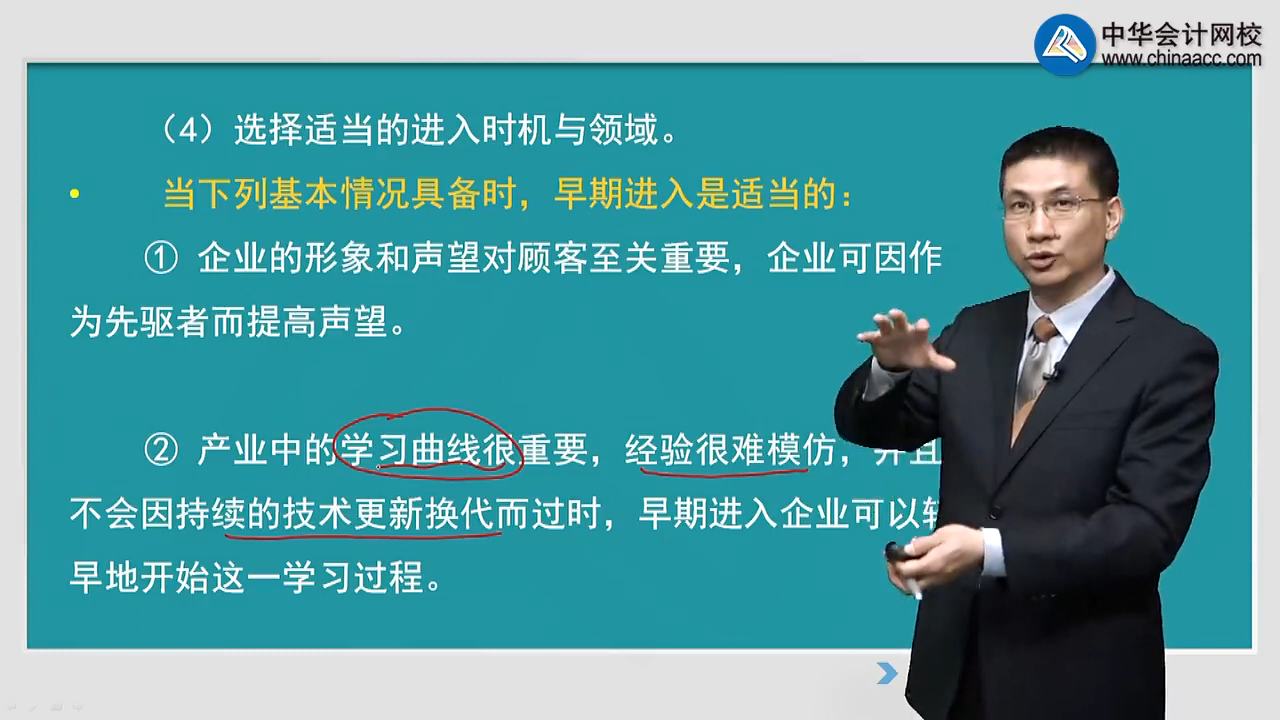 中华会计网校
www.chinaacc.com
（4）选择适当的进入时机与领域。
• 当下列基本情况具备时，早期进入是适当的：
① 企业的形象和声望对顾客至关重要，企业可因作
为先驱者而提高声望。
② 产业中的学习曲线很重要，经验很难模仿，并且
不会因持续的技术更新换代而过时，早期进入企业可以较
早地开始这一学习过程。